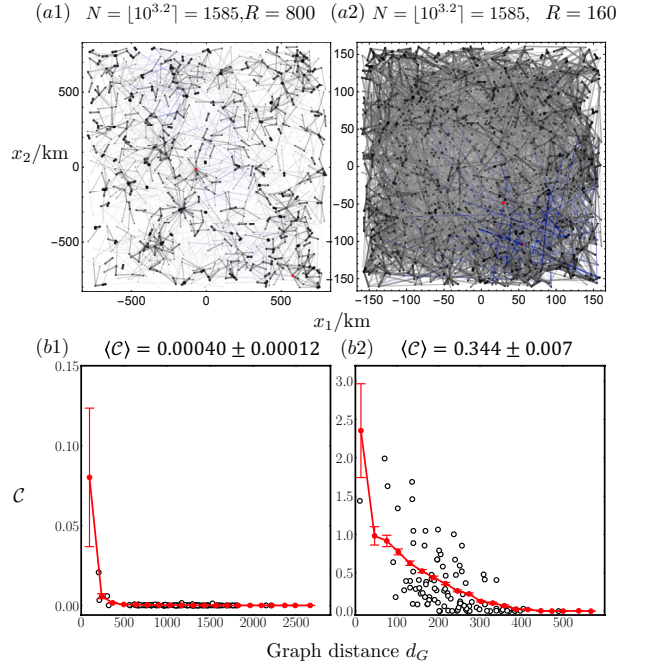 (a1) N = ⌊10^{3.2}⌉ = 1585,R = 800
(a2) N = ⌊10^{3.2}⌉ = 1585, R = 160
x_2/km
500
0
−500
−500 0 500
150
100
50
0
−50
−100
−150
−150 −100 −50 0 50 100 150
x_1/km
(b1) ⟨𝒞⟩ = 0.00040 ± 0.00012
(b2) ⟨𝒞⟩ = 0.344 ± 0.007
𝒞
0.15
0.10
0.05
0.00
0 500 1000 1500 2000 2500
3.0
2.5
2.0
1.5
1.0
0.5
0.0
0 100 200 300 400 500
Graph distance d_G